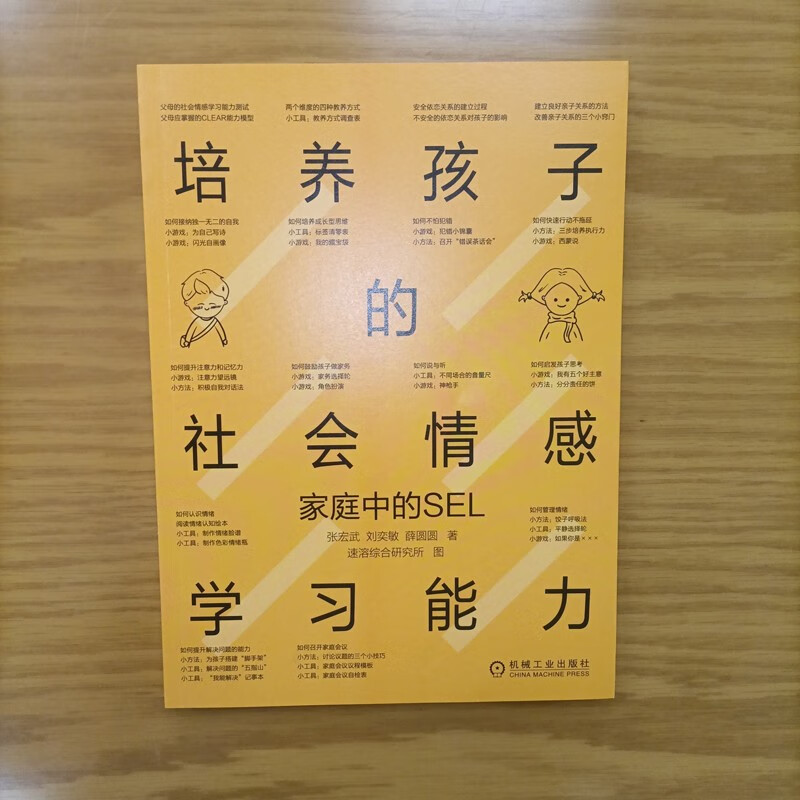 父母的社会情感学习能力测试
父母应掌握的CLEAR能力模型
两个维度的四种教养方式
小工具：教养方式调查表
安全依恋关系的建立过程
不安全的依恋关系对孩子的影响
建立良好亲子关系的方法
改善亲子关系的三个小窍门
培养孩子
如何接纳独一无二的自我
小游戏：为自己写诗
小游戏：闪光自画像
如何培养成长型思维
小工具：标签清零表
小游戏：我的藏宝袋
如何不怕犯错
小游戏：犯错小锦囊
小方法：召开“错误茶话会”
如何快速行动不拖延
小方法：三步培养执行力
小游戏：西蒙说
的
如何提升注意力和记忆力
小游戏：注意力望远镜
小方法：积极自我对话法
如何鼓励孩子做家务
小游戏：家务选择轮
小游戏：角色扮演
如何说与听
小工具：不同场合的音量尺
小游戏：神枪手
如何启发孩子思考
小游戏：我有五个好主意
小方法：分分责任的饼
社会情感
家庭中的SEL
如何认识情绪
阅读情绪认知绘本
小工具：制作情绪脸谱
小工具：制作色彩情绪瓶
张宏武 刘奕敏 薛圆圆 著
速溶综合研究所 图
如何管理情绪
小方法：饺子呼吸法
小工具：平静选择轮
小游戏：如果你是×××
学习能力
如何提升解决问题的能力
小方法：为孩子搭建“脚手架”
小工具：解决问题的“五指山”
小工具：“我能解决”记事本
如何召开家庭会议
小方法：讨论议题的三个小技巧
小工具：家庭会议议程模板
小工具：家庭会议自检表
机械工业出版社
CHINA MACHINE PRESS